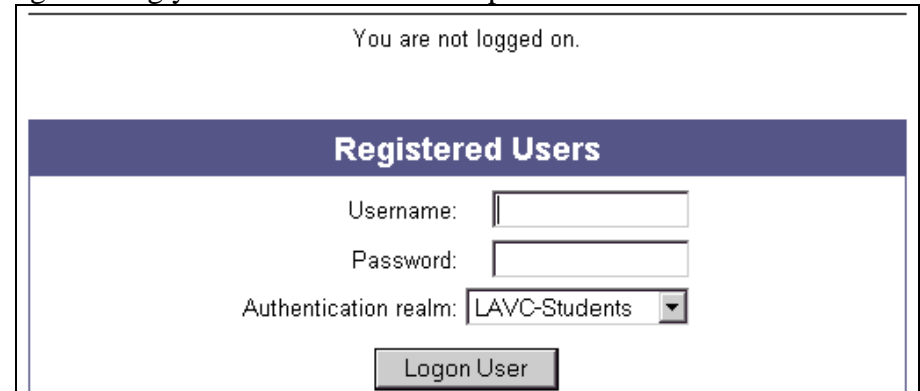 You are not logged on.
Registered Users
Username:
Password:
Authentication realm: LAVC-Students
Logon User